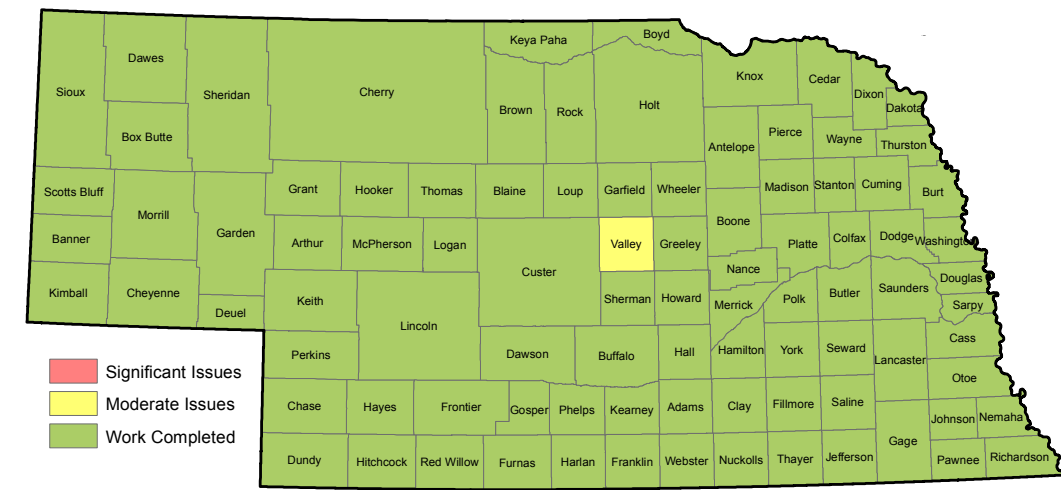 Keya Paha
Boyd
Dawes
Knox
Cedar
Sioux
Sheridan
Cherry
Dixon
Holt
Dakota
Brown
Rock
Box Butte
Pierce
Wayne
Antelope
Thurston
Scotts Bluff
Grant
Hooker
Thomas
Blaine
Loup
Garfield
Wheeler
Madison
Stanton
Cuming
Burt
Morrill
Boone
Banner
Garden
Arthur
McPherson
Logan
Valley
Greeley
Platte
Colfax
Dodge
Washington
Custer
Nance
Douglas
Kimball
Cheyenne
Keith
Sherman
Howard
Merrick
Polk
Butler
Saunders
Sarpy
Deuel
Lincoln
Cass
Perkins
Dawson
Buffalo
Hall
Hamilton
York
Seward
Lancaster
Significant Issues
Otoe
Moderate Issues
Chase
Hayes
Frontier
Gosper
Phelps
Kearney
Adams
Clay
Fillmore
Saline
Johnson
Nemaha
Work Completed
Gage
Dundy
Hitchcock
Red Willow
Furnas
Harlan
Franklin
Webster
Nuckolls
Thayer
Jefferson
Pawnee
Richardson